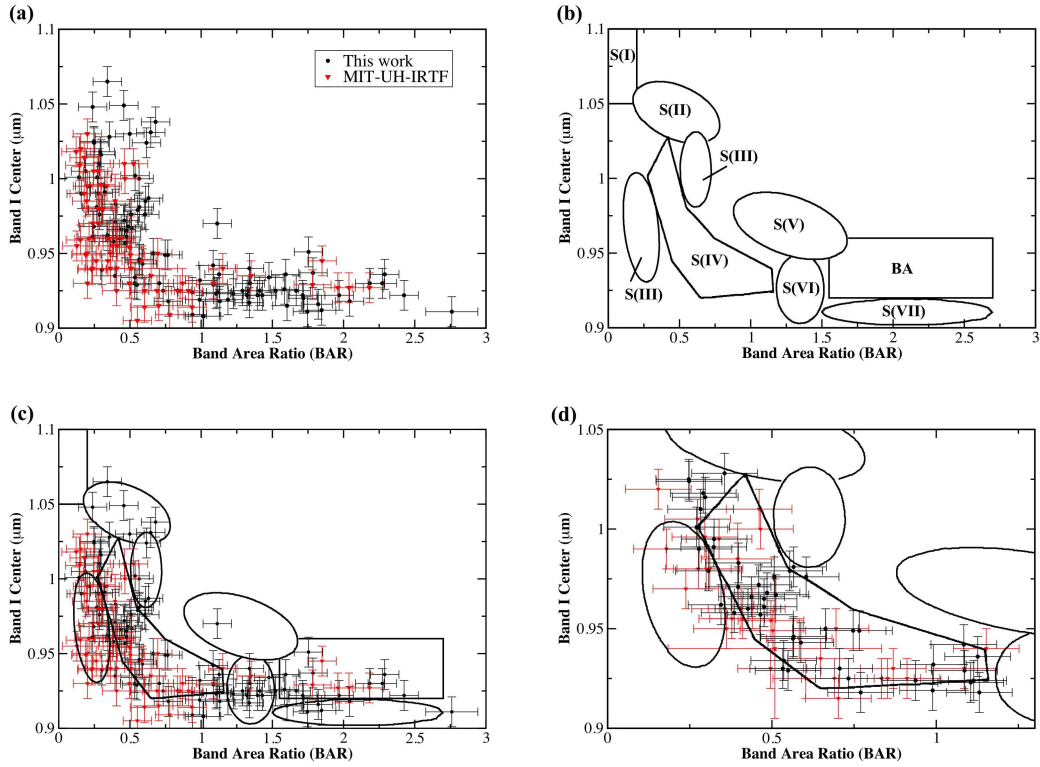 (a)
1.1
1.05
1
0.95
0.9
Band I Center (μm)
This work
MIT-UH-IRTF
0
0.5
1
1.5
2
2.5
3
Band Area Ratio (BAR)
(b)
1.1
1.05
1
0.95
0.9
Band I Center (μm)
S(I)
S(II)
S(III)
S(V)
S(IV)
BA
S(III)
S(VI)
S(VII)
0
0.5
1
1.5
2
2.5
3
Band Area Ratio (BAR)
(c)
1.1
1.05
1
0.95
0.9
Band I Center (μm)
0
0.5
1
1.5
2
2.5
3
Band Area Ratio (BAR)
(d)
1.05
1
0.95
0.9
Band I Center (μm)
0
0.5
1
Band Area Ratio (BAR)